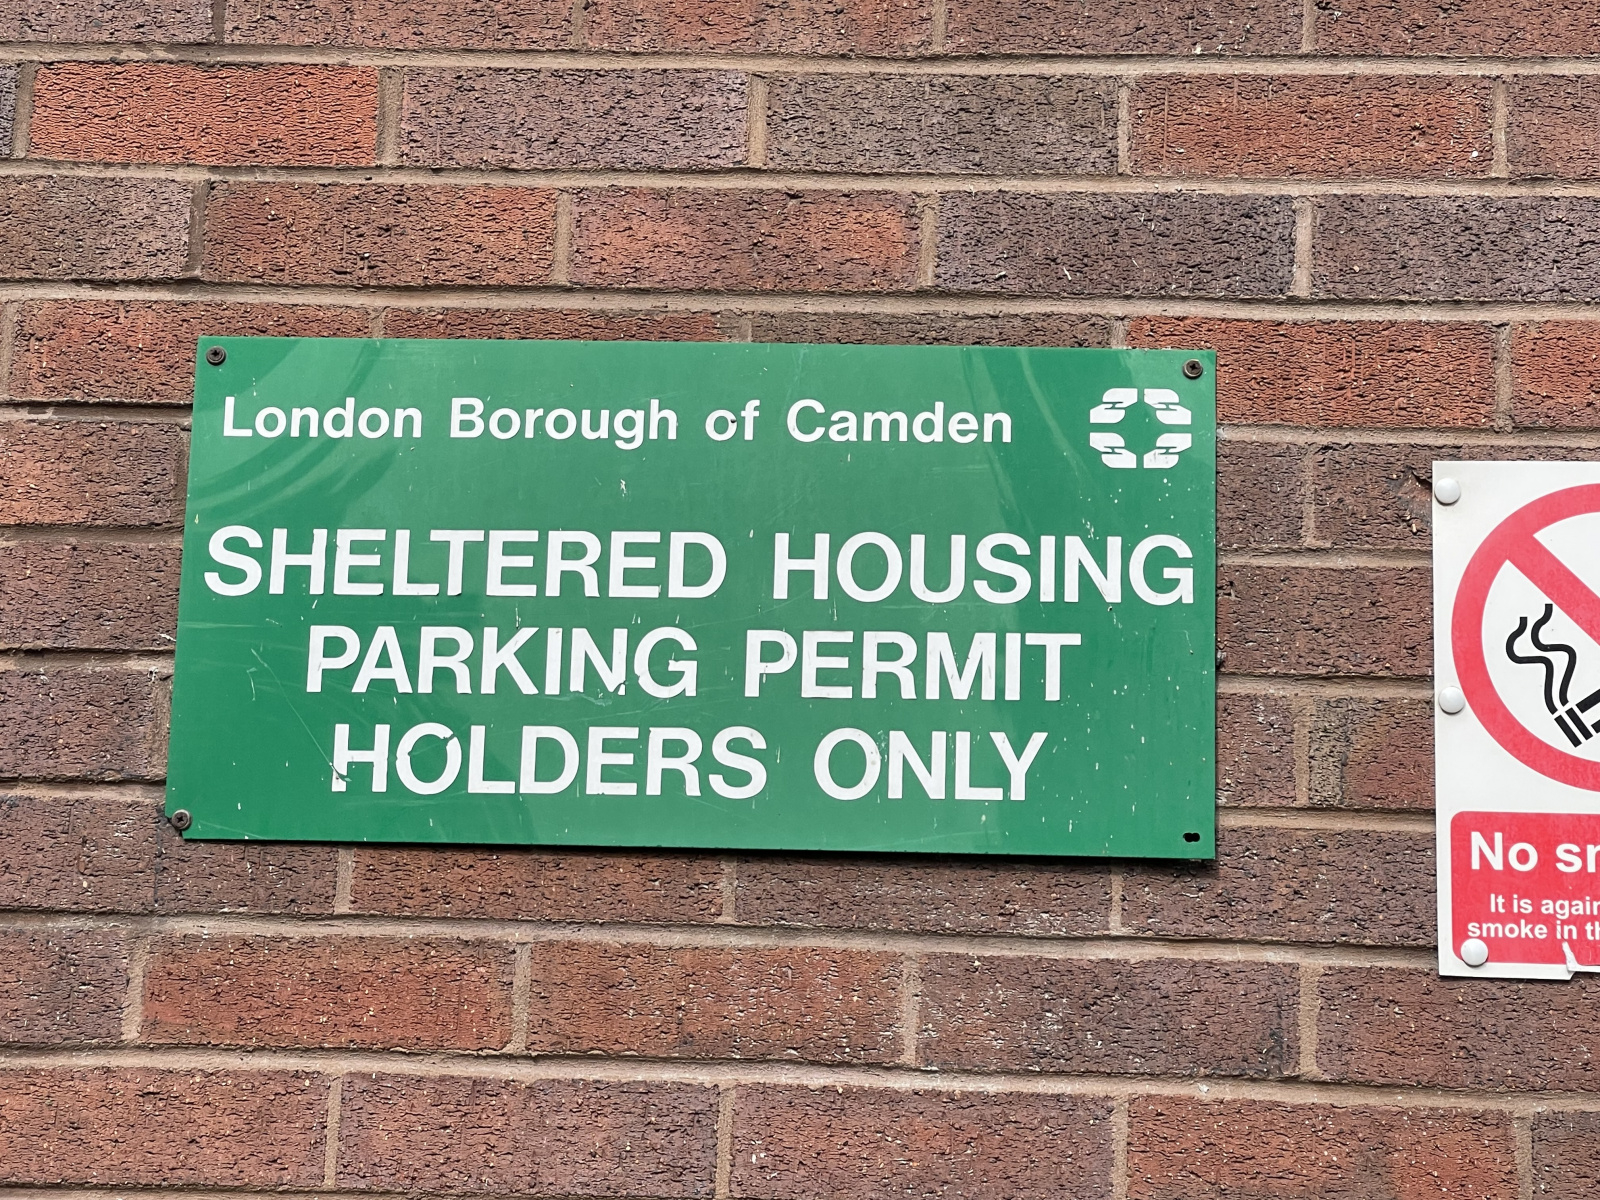 London Borough of Camden
SHELTERED HOUSING
PARKING PERMIT
HOLDERS ONLY
No
It is
smoke in